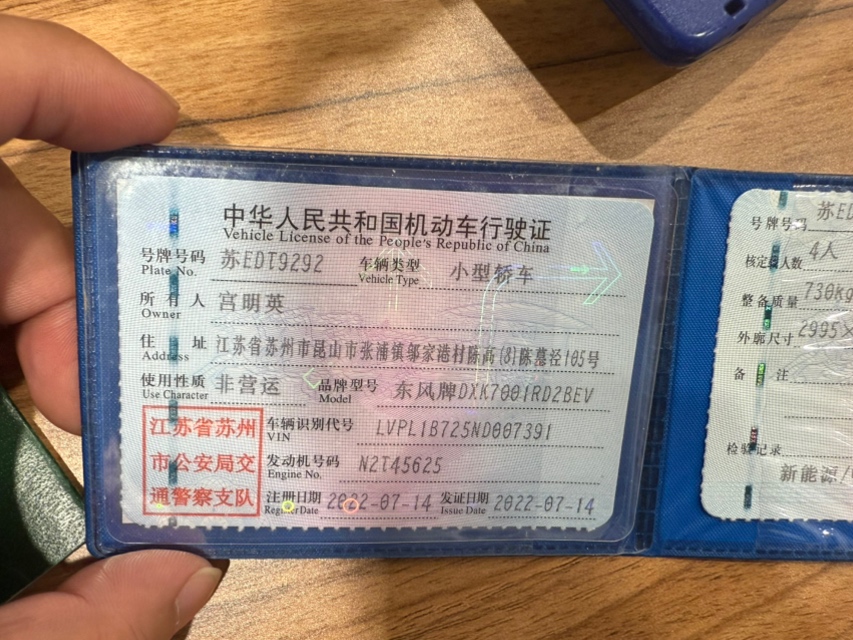 中华人民共和国机动车行驶证
Vehicle License of the People's Republic of China
号牌号码 苏EDT9292 车辆类型 小型轿车
Plate No. Vehicle Type
所有人 宫明英
Owner
住址 江苏省苏州市昆山市张浦镇邬家港村陈商(8)陈墓泾105号
Address
使用性质 非营运 品牌型号 东风牌DXK7001RD2BEV
Use Character Model
江苏省苏州
市公安局交
通警察支队
车辆识别代号 LVPL1B725ND007391
VIN
发动机号码 N2T45625
Engine No.
注册日期 2022-07-14 发证日期 2022-07-14
Register Date Issue Date
号牌号码 苏ED
核定载人数 4人
整备质量 730kg
外廓尺寸 2995×
备注
检验记录
新能源/